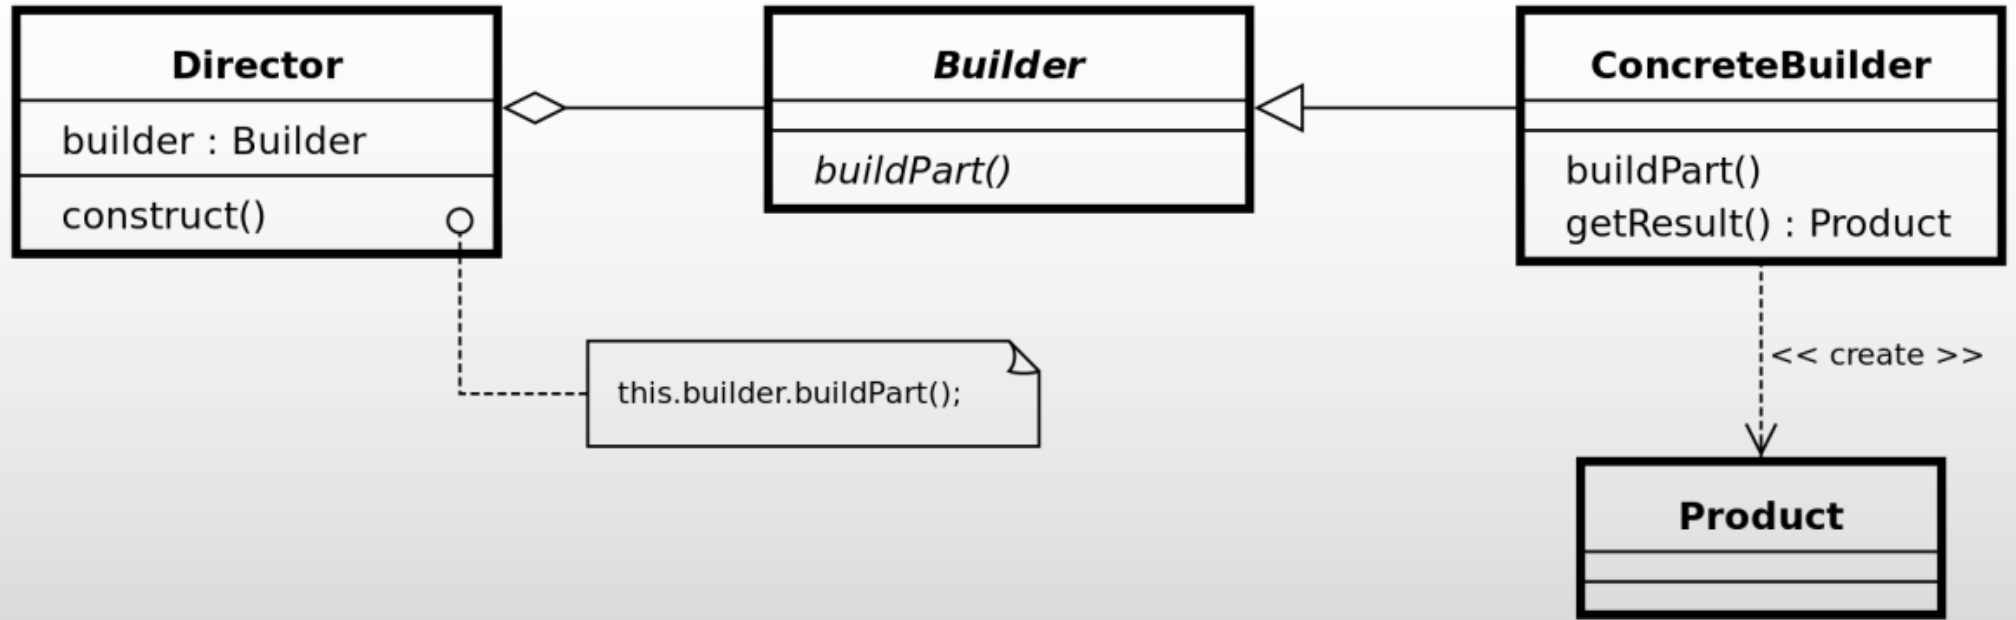 Director
builder : Builder
construct()
Builder
buildPart()
ConcreteBuilder
buildPart()
getResult() : Product
this.builder.buildPart();
<< create >>
Product